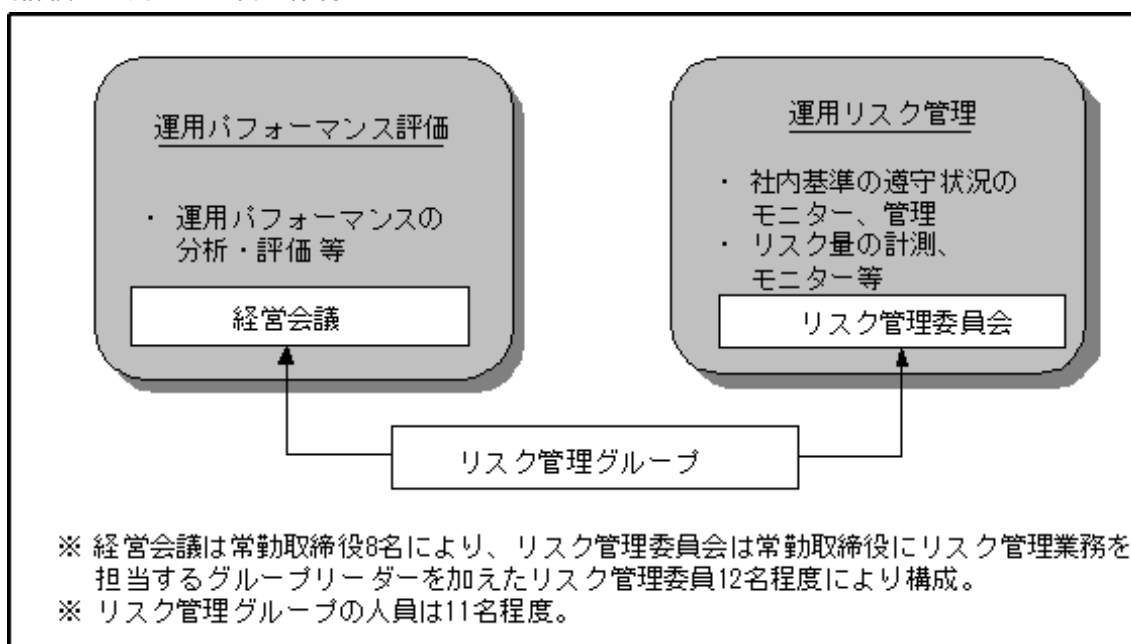 運用パフォーマンス評価
・ 運用パフォーマンスの
分析・評価 等
経営会議
運用リスク管理
・ 社内基準の遵守状況の
モニター、管理
・ リスク量の計測、
モニター等
リスク管理委員会
リスク管理グループ
※ 経営会議は常勤取締役8名により、リスク管理委員会は常勤取締役にリスク管理業務を
担当するグループリーダーを加えたリスク管理委員12名程度により構成。
※ リスク管理グループの人員は11名程度。